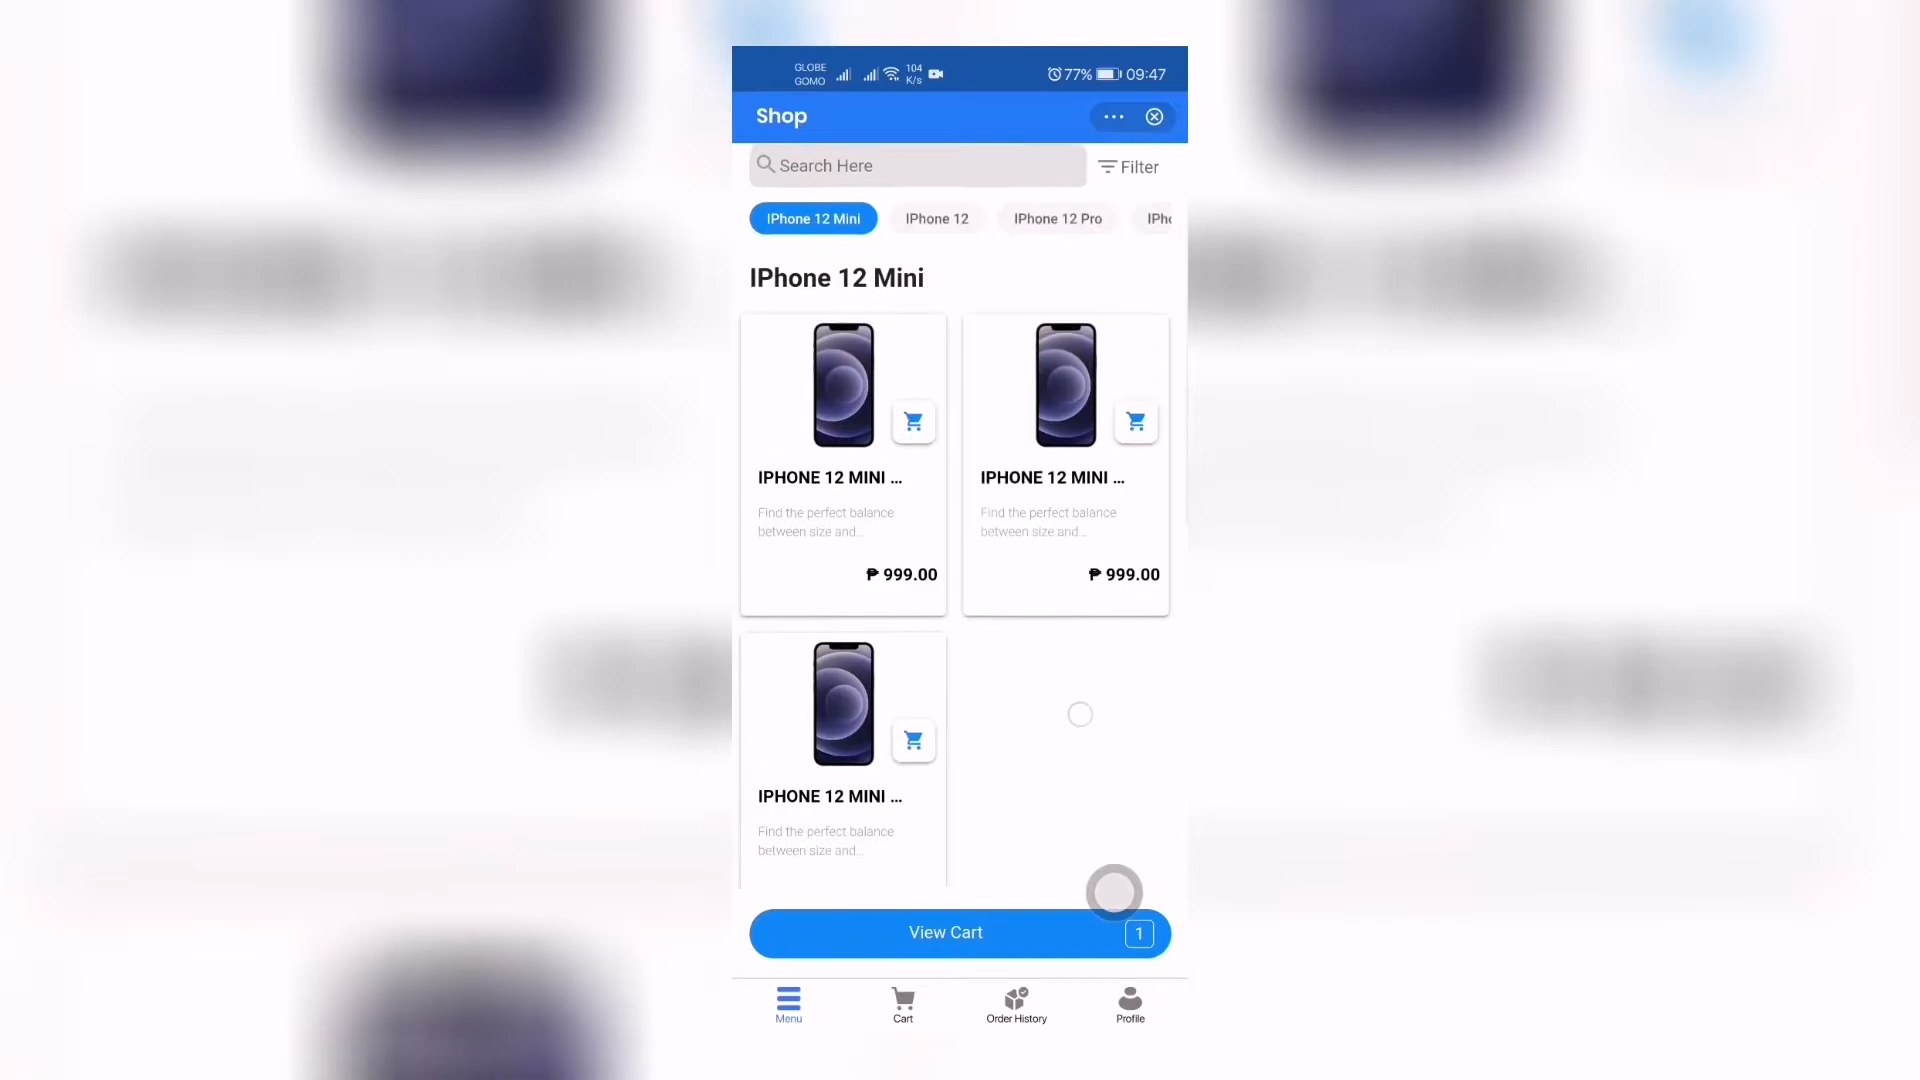 GLOBE
GOMO
104
K/s
77%
09:47
Shop
Search Here
Filter
IPhone 12 Mini
IPhone 12
IPhone 12 Pro
IPho
IPhone 12 Mini
IPHONE 12 MINI ...
Find the perfect balance
between size and...
₱ 999.00
IPHONE 12 MINI ...
Find the perfect balance
between size and...
₱ 999.00
IPHONE 12 MINI ...
Find the perfect balance
between size and...
View Cart
1
Menu
Cart
Order History
Profile